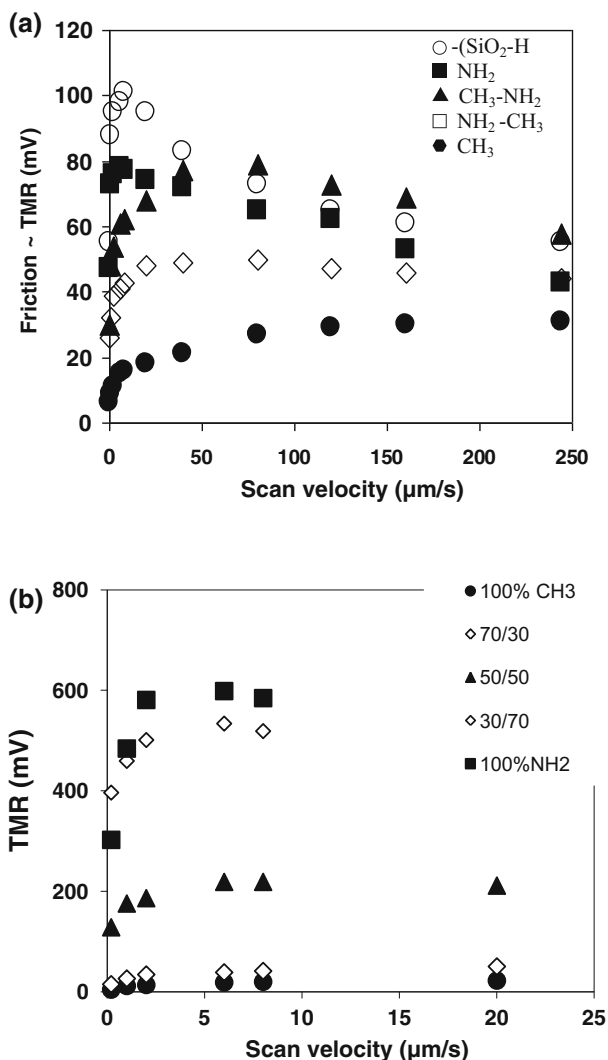 (a)
120
100
80
60
40
20
0
Friction ~ TMR (mV)
-(SiO₂-H
NH₂
CH₃-NH₂
NH₂ -CH₃
CH₃
0 50 100 150 200 250
Scan velocity (µm/s)
(b)
800
600
400
200
0
TMR (mV)
100% CH3
70/30
50/50
30/70
100%NH2
0 5 10 15 20 25
Scan velocity (µm/s)